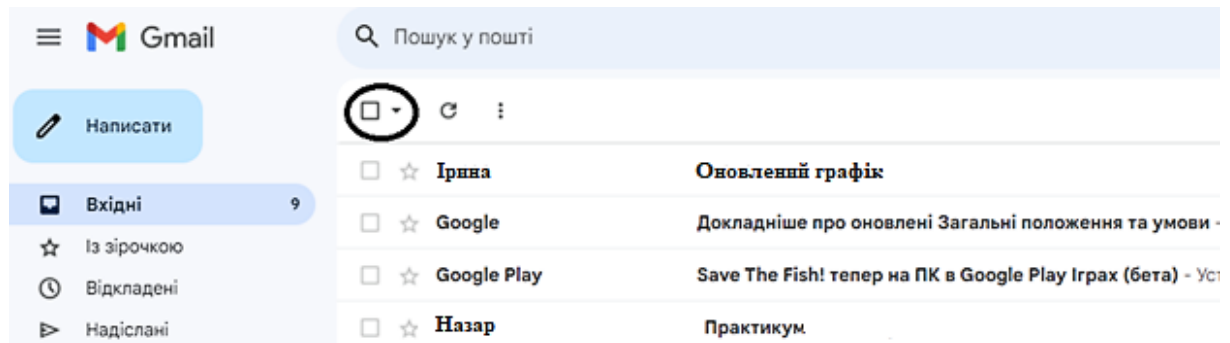 Gmail
Пошук у пошті
Написати
Ірина Оновлений графік
Вхідні 9
Google Докладніше про оновлені Загальні положення та умови -
Із зірочкою
Google Play Save The Fish! тепер на ПК в Google Play Іграх (бета) - Уст
Відкладені
Назар Практикум
Надіслані